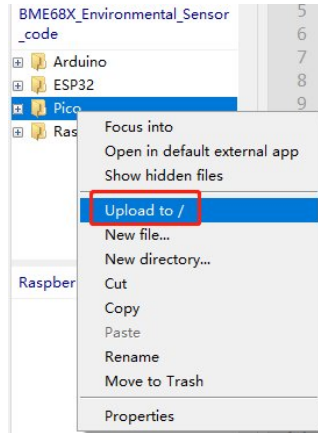 BME68X_Environmental_Sensor
_code
Arduino
ESP32
Pico
Ras
Focus into
Open in default external app
Show hidden files
Upload to /
New file...
New directory...
Cut
Copy
Paste
Rename
Move to Trash
Properties
Raspber
5
6
7
8
9